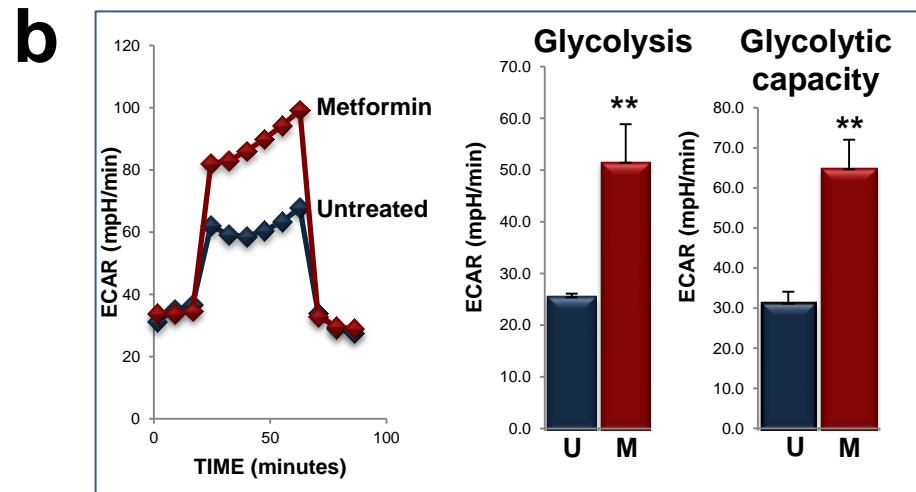 b
120
100
80
60
40
20
0
ECAR (mpH/min)
0
50
100
TIME (minutes)
Metformin
Untreated
Glycolysis
70.0
60.0
50.0
40.0
30.0
20.0
10.0
0.0
ECAR (mpH/min)
**
U M
Glycolytic
capacity
80.0
70.0
60.0
50.0
40.0
30.0
20.0
10.0
0.0
ECAR (mpH/min)
**
U M